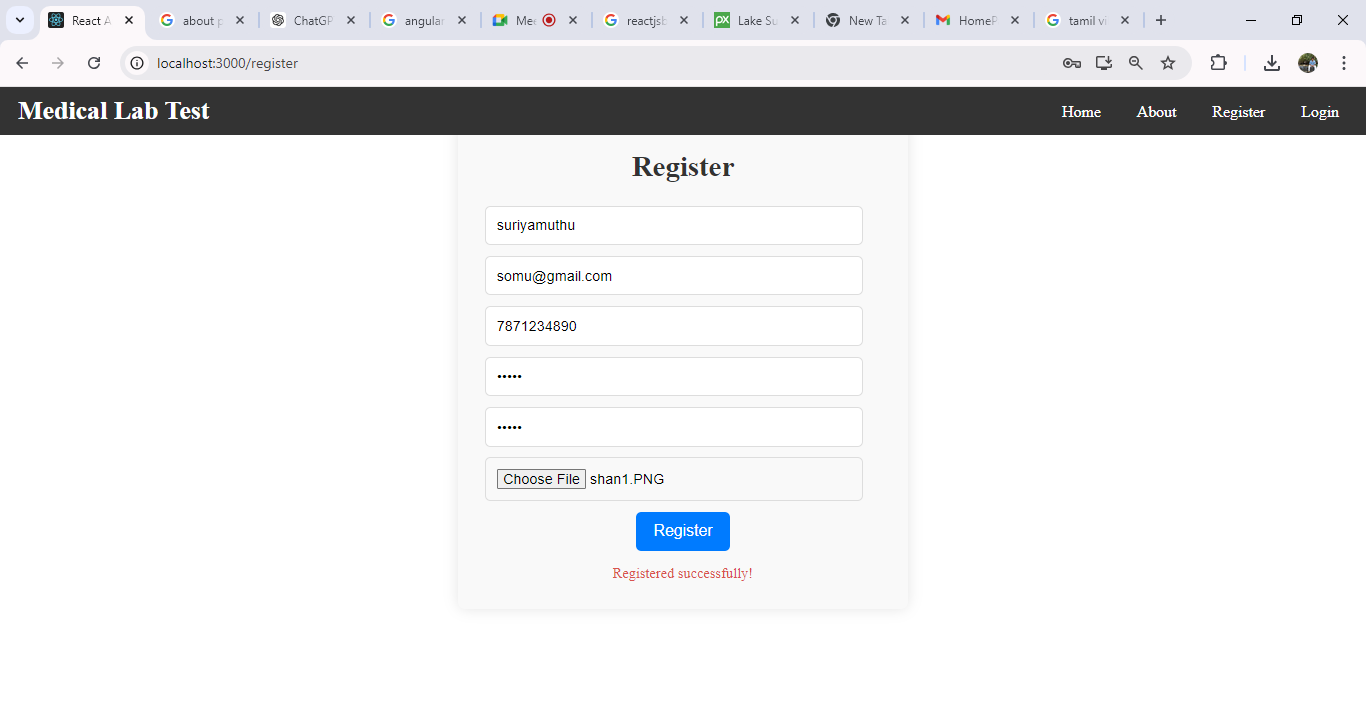 React A
about p
ChatGP
angular
Mee
reactjsb
Lake Su
New Ta
HomeP
tamil vi
localhost:3000/register
Medical Lab Test
Home About Register Login
Register
suriyamuthu
somu@gmail.com
7871234890
•••••
•••••
Choose File shan1.PNG
Register
Registered successfully!